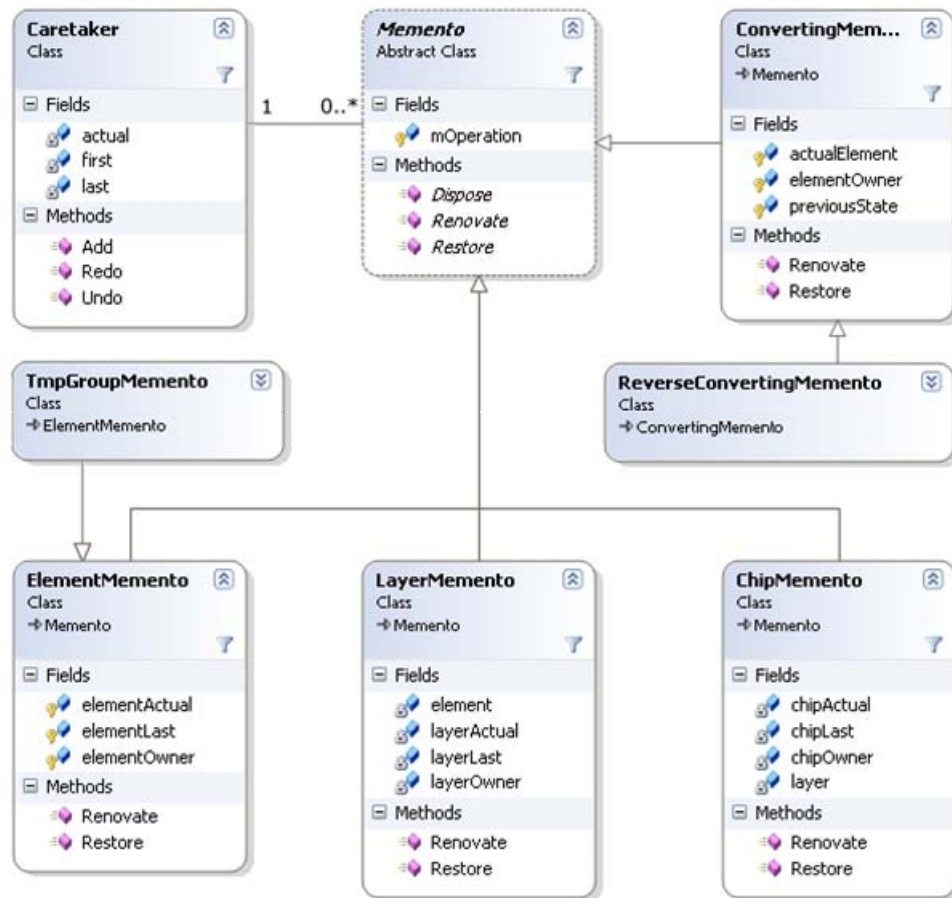 Caretaker
Class
Fields
actual
first
last
Methods
Add
Redo
Undo
1 0..*
Memento
Abstract Class
Fields
mOperation
Methods
Dispose
Renovate
Restore
ConvertingMem...
Memento
Fields
actualElement
elementOwner
previousState
Methods
Renovate
Restore
TmpGroupMemento
Class
ElementMemento
ReverseConvertingMemento
Class
ConvertingMemento
ElementMemento
Class
Memento
Fields
elementActual
elementLast
elementOwner
Methods
Renovate
Restore
LayerMemento
Class
Memento
Fields
element
layerActual
layerLast
layerOwner
Methods
Renovate
Restore
ChipMemento
Class
Memento
Fields
chipActual
chipLast
chipOwner
layer
Methods
Renovate
Restore